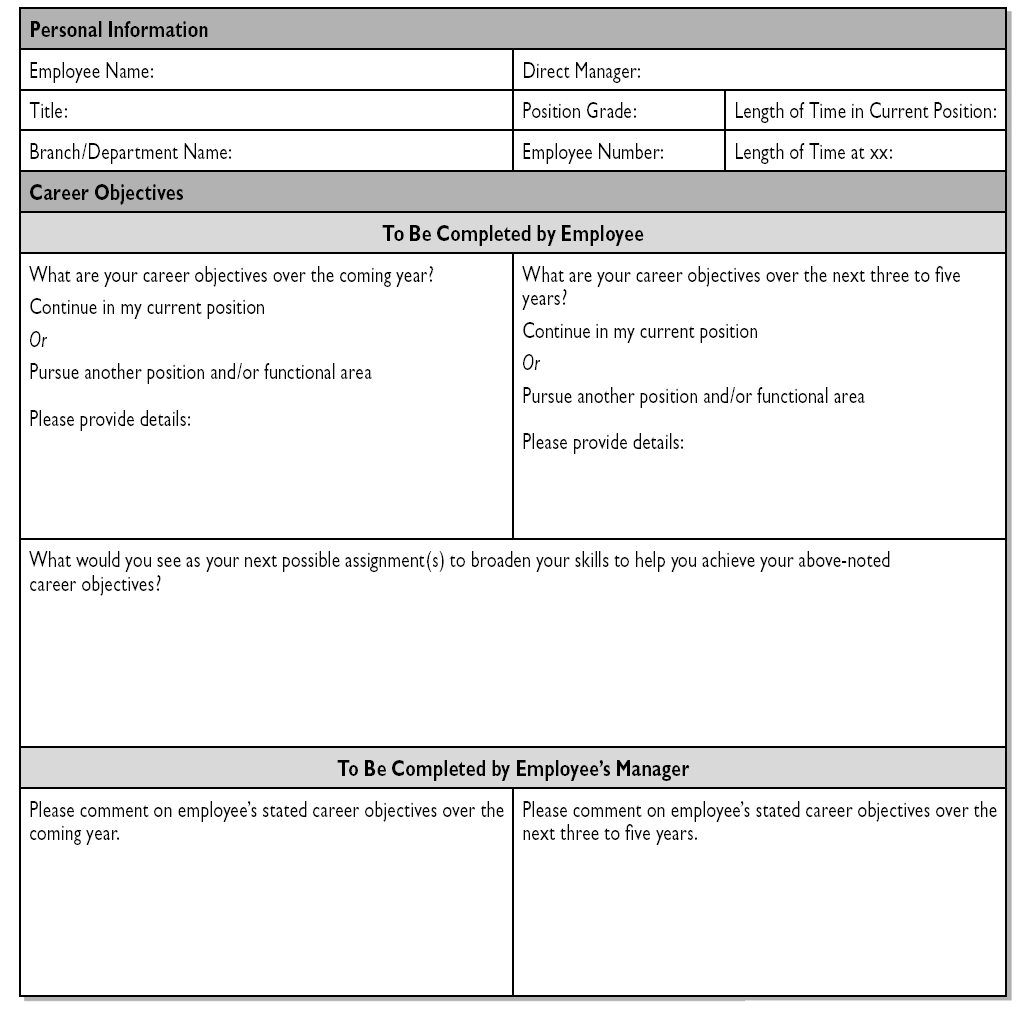 Personal Information
Employee Name:
Direct Manager:
Title:
Position Grade:
Length of Time in Current Position:
Branch/Department Name:
Employee Number:
Length of Time at xx:
Career Objectives
To Be Completed by Employee
What are your career objectives over the coming year?
Continue in my current position
Or
Pursue another position and/or functional area
Please provide details:
What are your career objectives over the next three to five
years?
Continue in my current position
Or
Pursue another position and/or functional area
Please provide details:
What would you see as your next possible assignment(s) to broaden your skills to help you achieve your above-noted
career objectives?
To Be Completed by Employee’s Manager
Please comment on employee’s stated career objectives over the
coming year.
Please comment on employee’s stated career objectives over the
next three to five years.